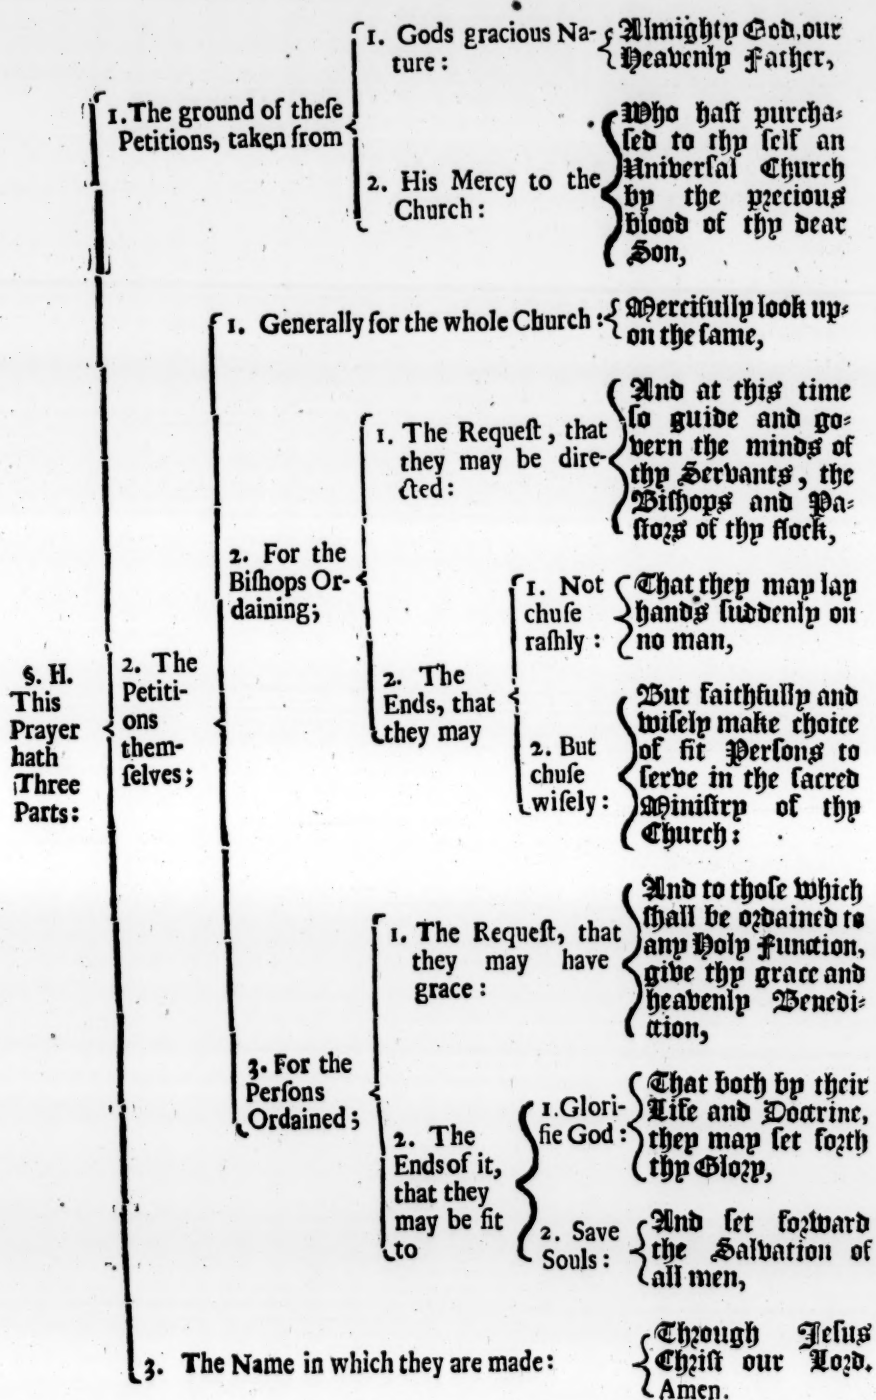 §. H.
This
Prayer
hath
Three
Parts:
1. The ground of theſe
Petitions, taken from
1. Gods gracious Na-
ture:
Almighty God, our
Heavenly Father,
2. His Mercy to the
Church:
Who haſt purcha-
ſed to thy ſelf an
Univerſal Church
by the precious
blood of thy dear
Son,
2. The
Petiti-
ons
them-
ſelves;
1. Generally for the whole Church:
Mercifully look up-
on the ſame,
2. For the
Biſhops Or-
daining;
1. The Requeſt, that
they may be dire-
cted:
And at this time
ſo guide and go-
vern the minds of
thy Servants, the
Biſhops and Pa-
ſtors of thy flock,
2. The
Ends, that
they may
1. Not
chuſe
raſhly:
That they may lay
hands ſuddenly on
no man,
2. But
chuſe
wiſely:
But faithfully and
wiſely make choice
of fit Perſons to
ſerve in the ſacred
Miniſtry of thy
Church:
3. For the
Perſons
Ordained;
1. The Requeſt, that
they may have
grace:
And to thoſe which
ſhall be ordained to
any Holy Function,
give thy grace and
heavenly Benedi-
ction,
2. The
Ends of it,
that they
may be fit
to
1. Glori-
fie God:
That both by their
Life and Doctrine,
they may ſet forth
thy Glory,
2. Save
Souls:
And ſet forward
the Salvation of
all men,
3. The Name in which they are made:
Through Jeſus
Chriſt our Lord.
Amen.